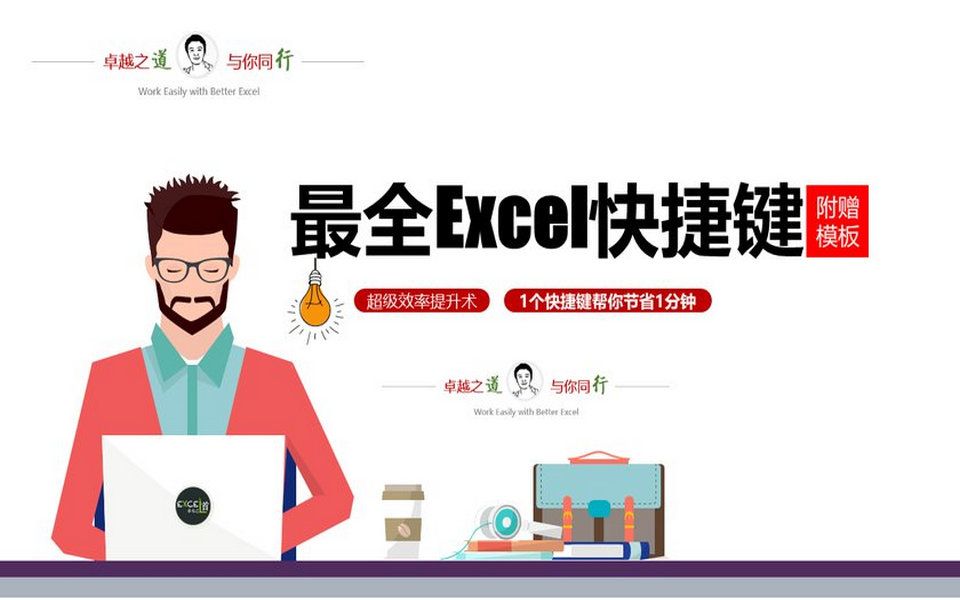 卓越之道 与你同行
Work Easily with Better Excel
最全Excel快捷键
附赠
模板
超级效率提升术
1个快捷键帮你节省1分钟
卓越之道 与你同行
Work Easily with Better Excel
EXCEL